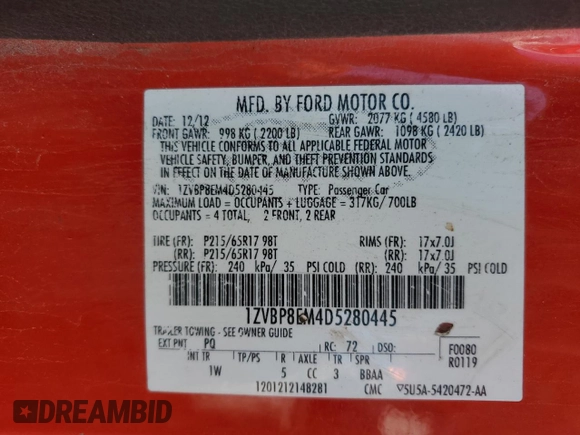 MFD. BY FORD MOTOR CO.
DATE: 12/12 GVWR: 2077 KG ( 4580 LB)
FRONT GAWR: 998 KG ( 2200 LB) REAR GAWR: 1098 KG ( 2420 LB)
THIS VEHICLE CONFORMS TO ALL APPLICABLE FEDERAL MOTOR
VEHICLE SAFETY, BUMPER, AND THEFT PREVENTION STANDARDS
IN EFFECT ON THE DATE OF MANUFACTURE SHOWN ABOVE.
VIN: 1ZVBP8EM4D5280445 TYPE: Passenger Car
MAXIMUM LOAD = OCCUPANTS + LUGGAGE = 317KG/ 700LB
OCCUPANTS = 4 TOTAL, 2 FRONT, 2 REAR
TIRE (FR): P215/65R17 98T RIMS (FR): 17x7.0J
(RR): P215/65R17 98T (RR): 17x7.0J
PRESSURE (FR): 240 kPa/ 35 PSI COLD (RR): 240 kPa/ 35 PSI COLD
1ZVBP8EM4D5280445
TRAILER TOWING - SEE OWNER GUIDE
EXT PNT: PQ RC: 72 DSO: F0080
R0119
INT TR TP/PS R AXLE TR SPR
1W 5 CC 3 BBAA
1201212148281 CMC 5U5A-5420472-AA
DREAMBID